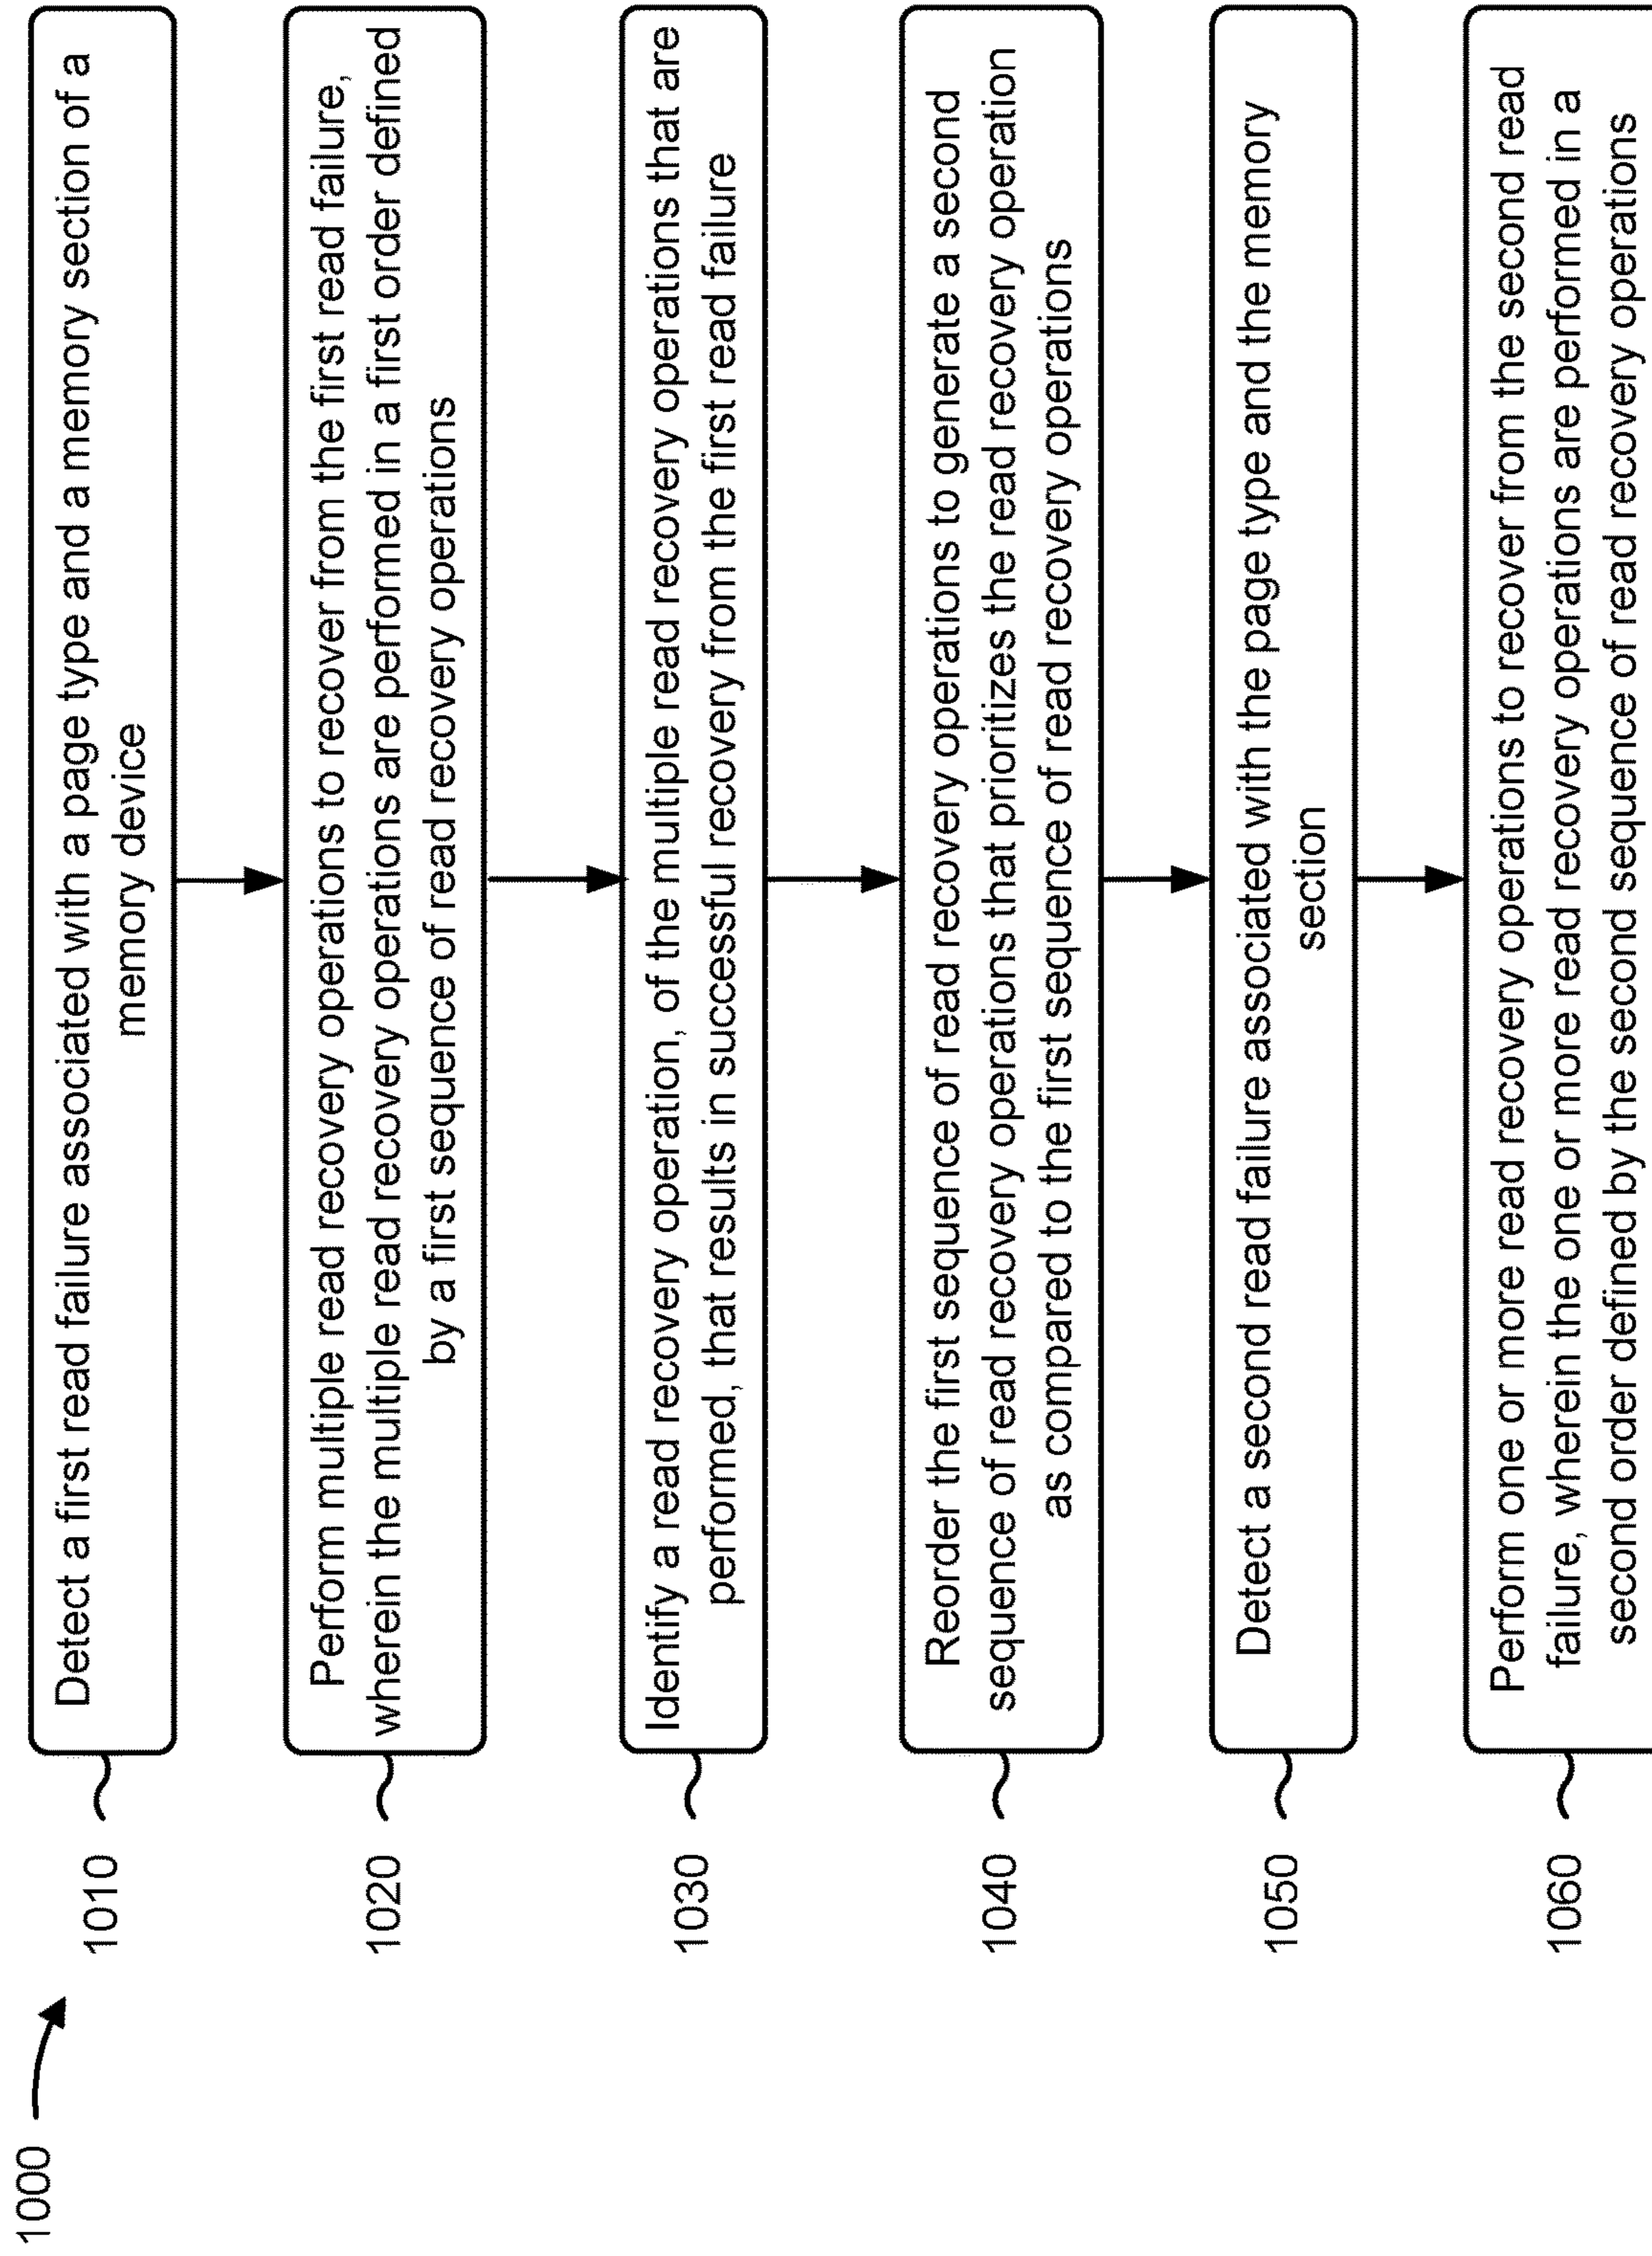 1000
1010
Detect a first read failure associated with a page type and a memory section of a
memory device
1020
Perform multiple read recovery operations to recover from the first read failure,
wherein the multiple read recovery operations are performed in a first order defined
by a first sequence of read recovery operations
1030
Identify a read recovery operation, of the multiple read recovery operations that are
performed, that results in successful recovery from the first read failure
1040
Reorder the first sequence of read recovery operations to generate a second
sequence of read recovery operations that prioritizes the read recovery operation
as compared to the first sequence of read recovery operations
1050
Detect a second read failure associated with the page type and the memory
section
1060
Perform one or more read recovery operations to recover from the second read
failure, wherein the one or more read recovery operations are performed in a
second order defined by the second sequence of read recovery operations